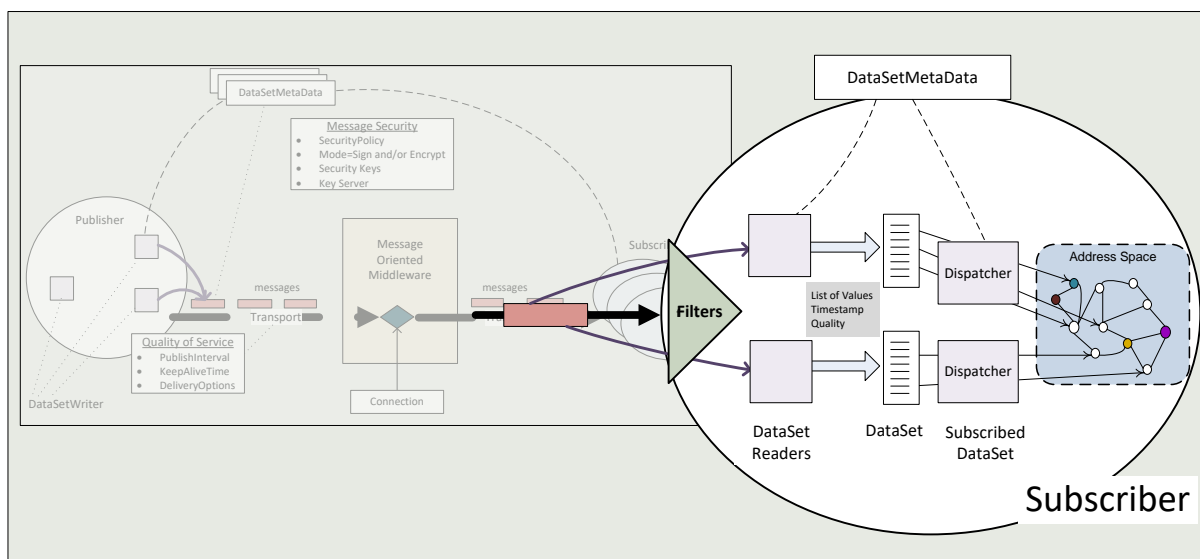 DataSetMetaData
DataSetMetaData
Message Security
• SecurityPolicy
• Mode=Sign and/or Encrypt
• Security Keys
• Key Server
Publisher
Message
Oriented
Middleware
messages
Transport
messages
Quality of Service
• PublishInterval
• KeepAliveTime
• DeliveryOptions
DataSetWriter
Connection
Filters
List of Values
Timestamp
Quality
Dispatcher
Dispatcher
Address Space
DataSet
Readers
DataSet
Subscribed
DataSet
Subscriber